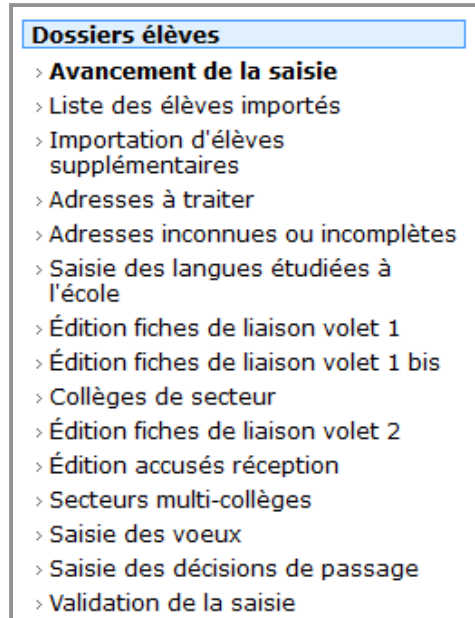 Dossiers élèves
› Avancement de la saisie
› Liste des élèves importés
› Importation d'élèves
supplémentaires
› Adresses à traiter
› Adresses inconnues ou incomplètes
› Saisie des langues étudiées à
l'école
› Édition fiches de liaison volet 1
› Édition fiches de liaison volet 1 bis
› Collèges de secteur
› Édition fiches de liaison volet 2
› Édition accusés réception
› Secteurs multi-collèges
› Saisie des voeux
› Saisie des décisions de passage
› Validation de la saisie